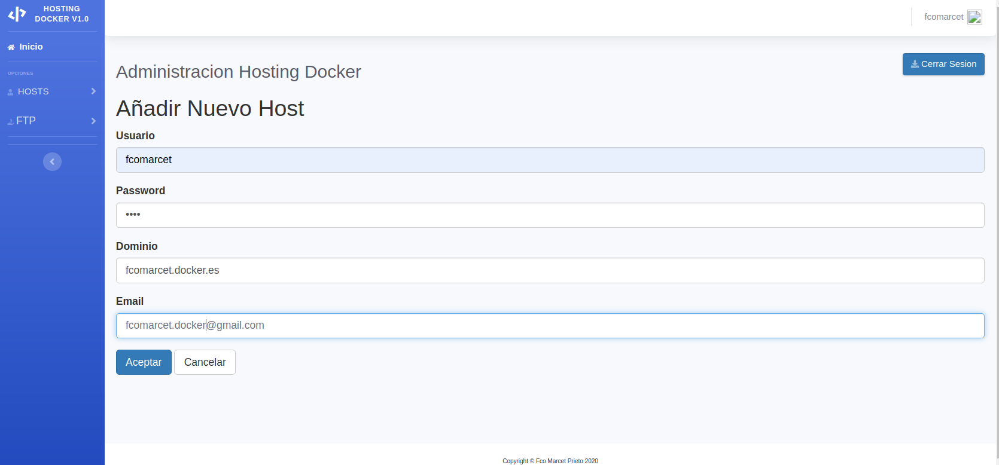 HOSTING
DOCKER V1.0
Inicio
OPCIONES
HOSTS
FTP
fcomarcet
Administracion Hosting Docker
Cerrar Sesion
Añadir Nuevo Host
Usuario
fcomarcet
Password
••••
Dominio
fcomarcet.docker.es
Email
fcomarcet.docker@gmail.com
Aceptar
Cancelar
Copyright © Fco Marcet Prieto 2020